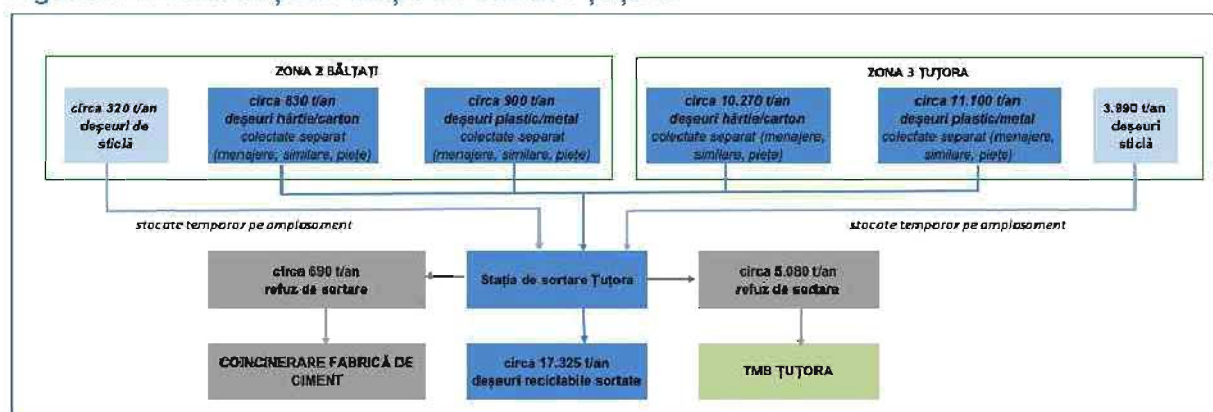 ZONA 2 BĂLȚAȚI
circa 320 t/an
deșeuri de
sticlă
circa 830 t/an
deșeuri hârtie/carton
colectate separat
(menajere, similare, piețe)
circa 900 t/an
deșeuri plastic/metal
colectate separat
(menajere, similare, piețe)
ZONA 3 ȚUȚORA
circa 10.270 t/an
deșeuri hârtie/carton
colectate separat (menajere,
similare, piețe)
circa 11.100 t/an
deșeuri plastic/metal
colectate separat (menajere,
similare, piețe)
3.990 t/an
deșeuri
sticlă
stocate temporar pe amplasament
stocate temporar pe amplasament
circa 690 t/an
refuz de sortare
Stația de sortare Țuțora
circa 5.080 t/an
refuz de sortare
COINCINERARE FABRICĂ DE
CIMENT
circa 17.325 t/an
deșeuri reciclabile sortate
TMB ȚUȚORA